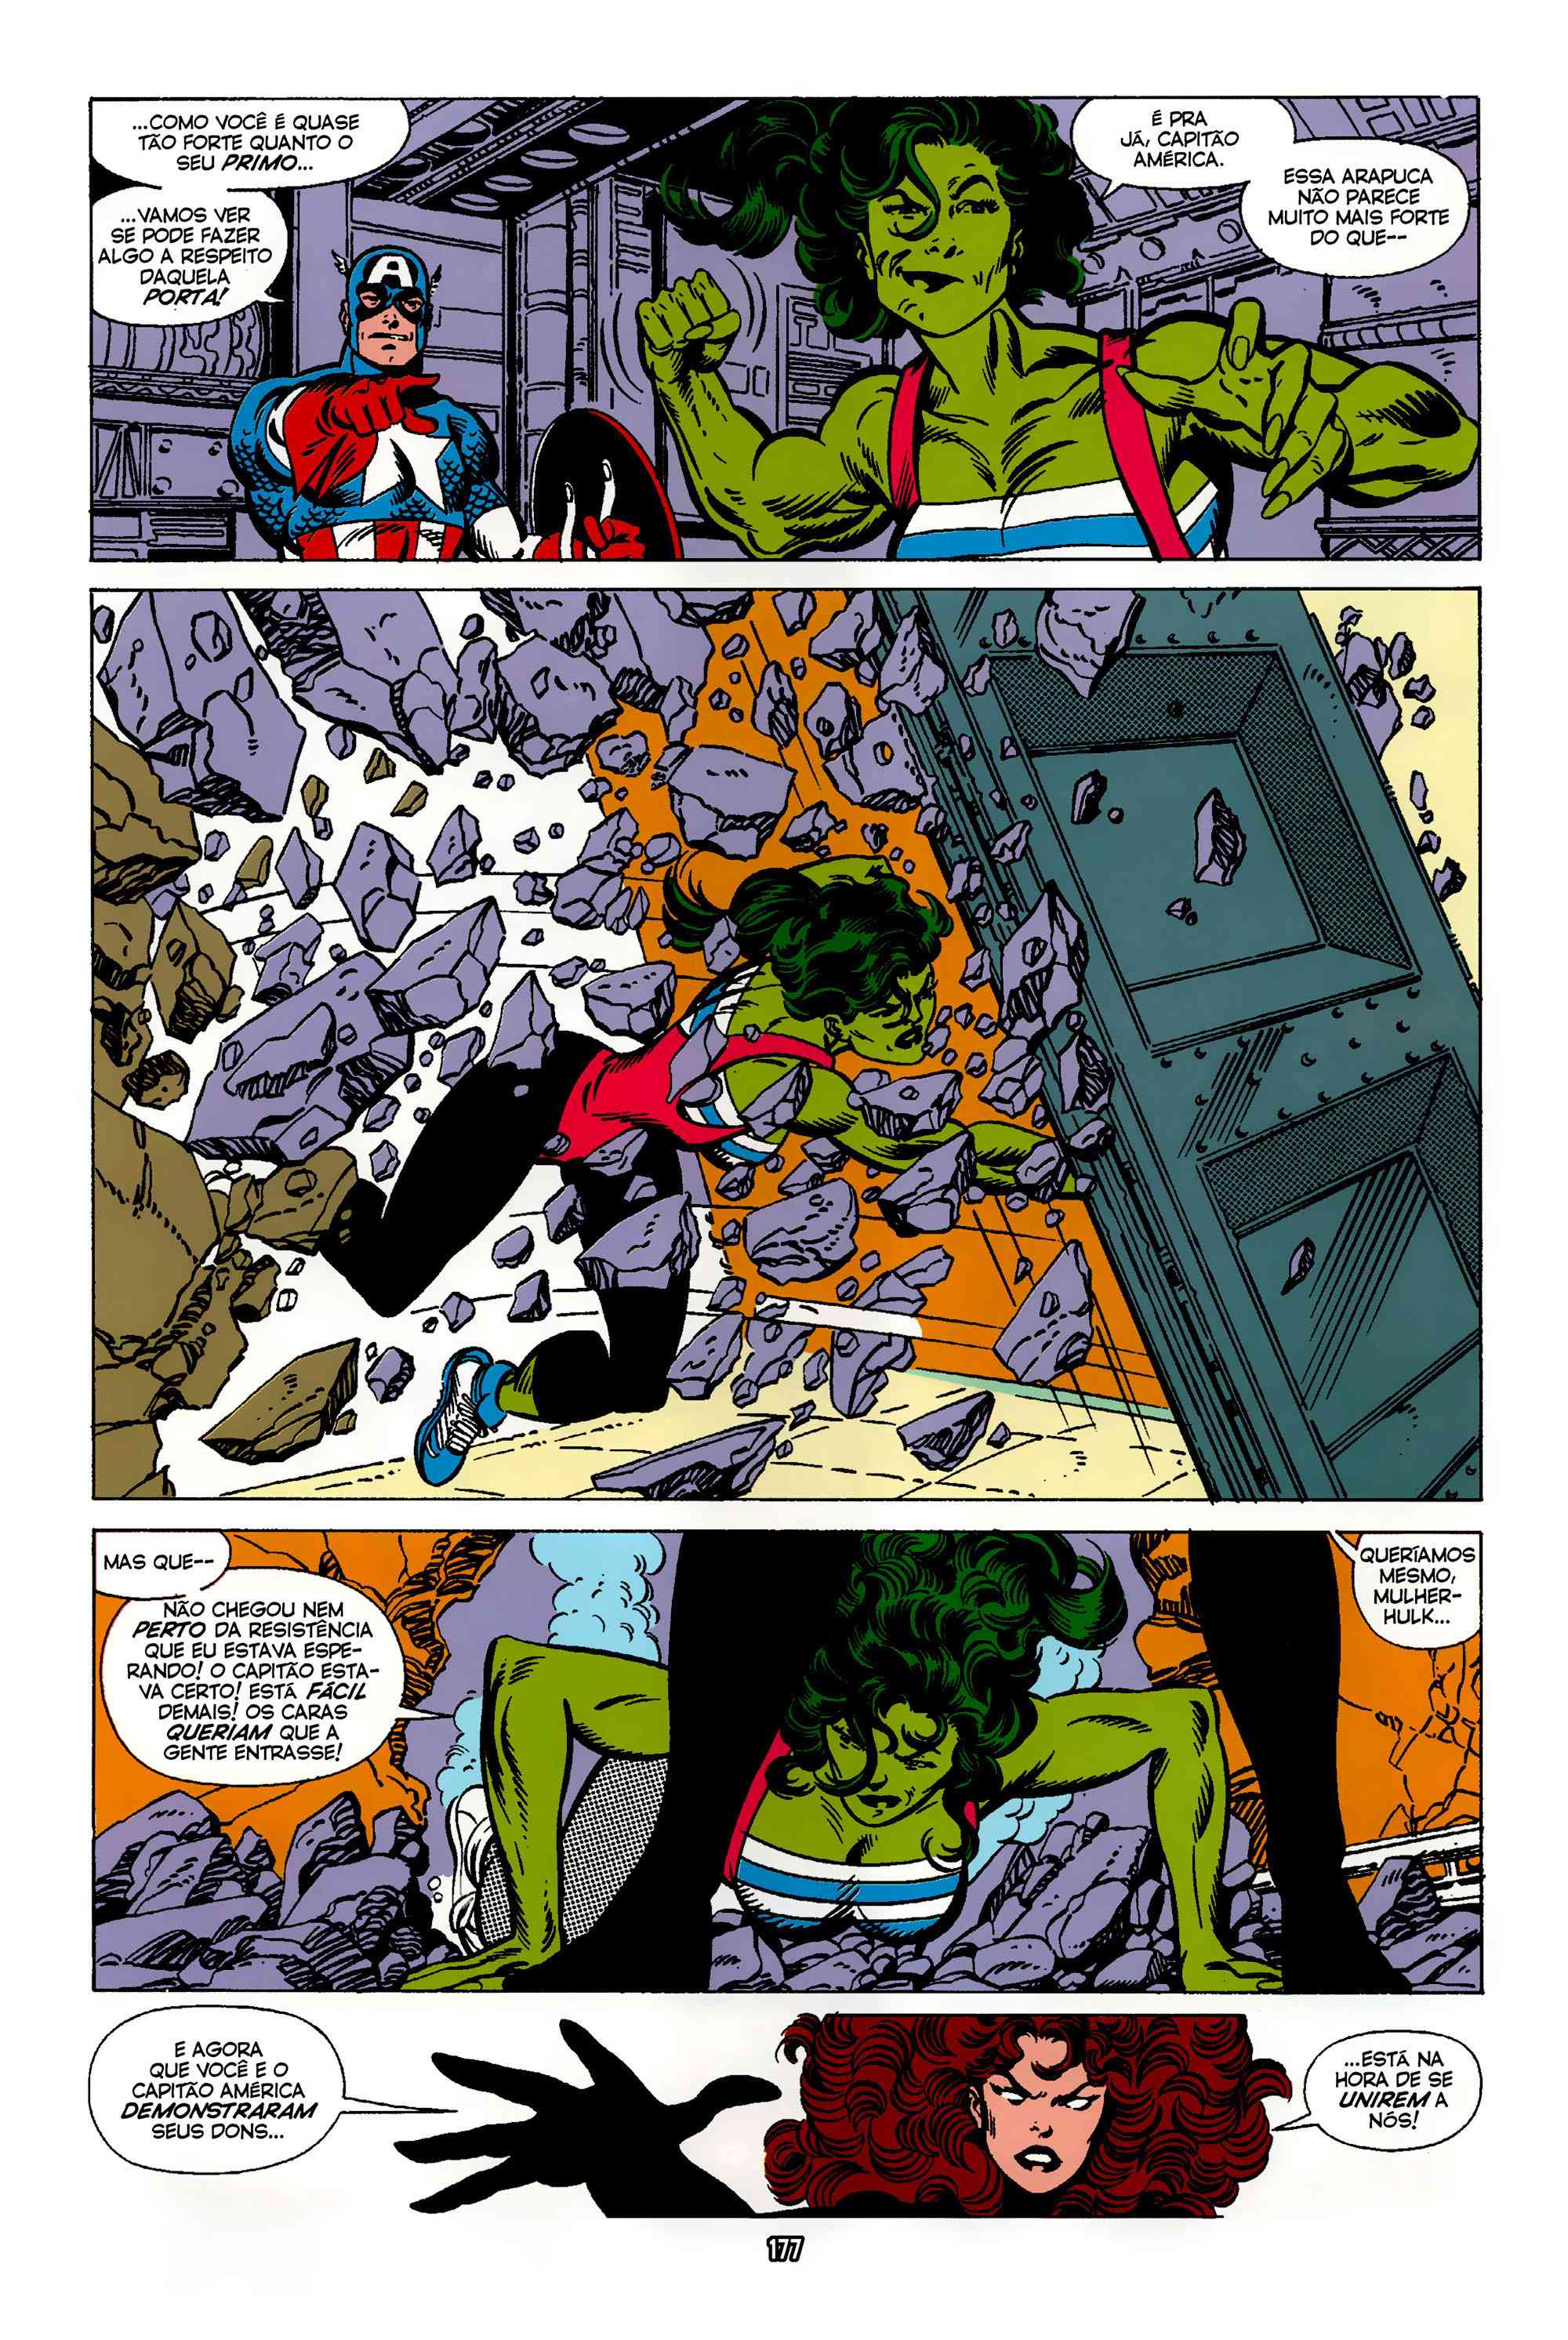 ...COMO VOCÊ É QUASE
TÃO FORTE QUANTO O
SEU PRIMO...
...VAMOS VER
SE PODE FAZER
ALGO A RESPEITO
DAQUELA
PORTA!
É PRA
JÁ, CAPITÃO
AMÉRICA.
ESSA ARAPUCA
NÃO PARECE
MUITO MAIS FORTE
DO QUE--
MAS QUE--
NÃO CHEGOU NEM
PERTO DA RESISTÊNCIA
QUE EU ESTAVA ESPE-
RANDO! O CAPITÃO ESTA-
VA CERTO! ESTÁ FÁCIL
DEMAIS! OS CARAS
QUERIAM QUE A
GENTE ENTRASSE!
QUERÍAMOS
MESMO,
MULHER-
HULK...
E AGORA
QUE VOCÊ E O
CAPITÃO AMÉRICA
DEMONSTRARAM
SEUS DONS...
...ESTÁ NA
HORA DE SE
UNIREM A
NÓS!
177